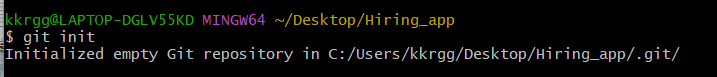 kkrgg@LAPTOP-DGLV55KD MINGW64 ~/Desktop/Hiring_app
$ git init
Initialized empty Git repository in C:/Users/kkrgg/Desktop/Hiring_app/.git/